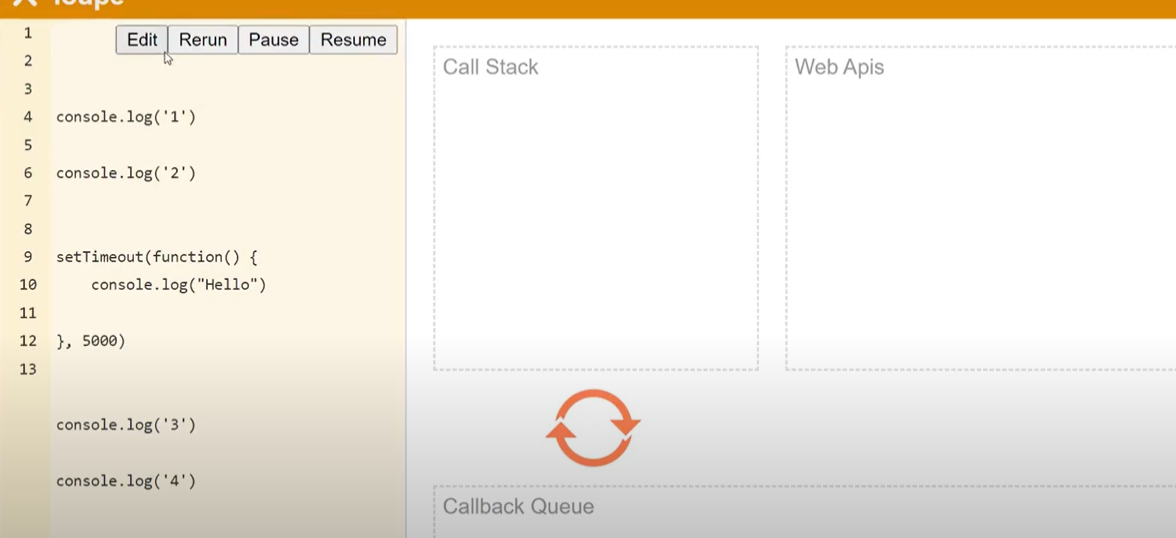 loupe
Edit Rerun Pause Resume
1
2
3
4 console.log('1')
5
6 console.log('2')
7
8
9 setTimeout(function() {
10 console.log("Hello")
11
12 }, 5000)
13
console.log('3')
console.log('4')
Call Stack
Web Apis
Callback Queue